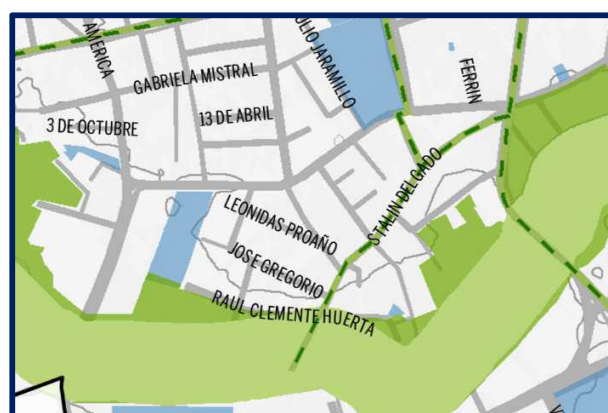 AMERICA
JULIO JARAMILLO
GABRIELA MISTRAL
FERRIN
3 DE OCTUBRE
13 DE ABRIL
STALIN DELGADO
LEONIDAS PROAÑO
JOSE GREGORIO
RAUL CLEMENTE HUERTA